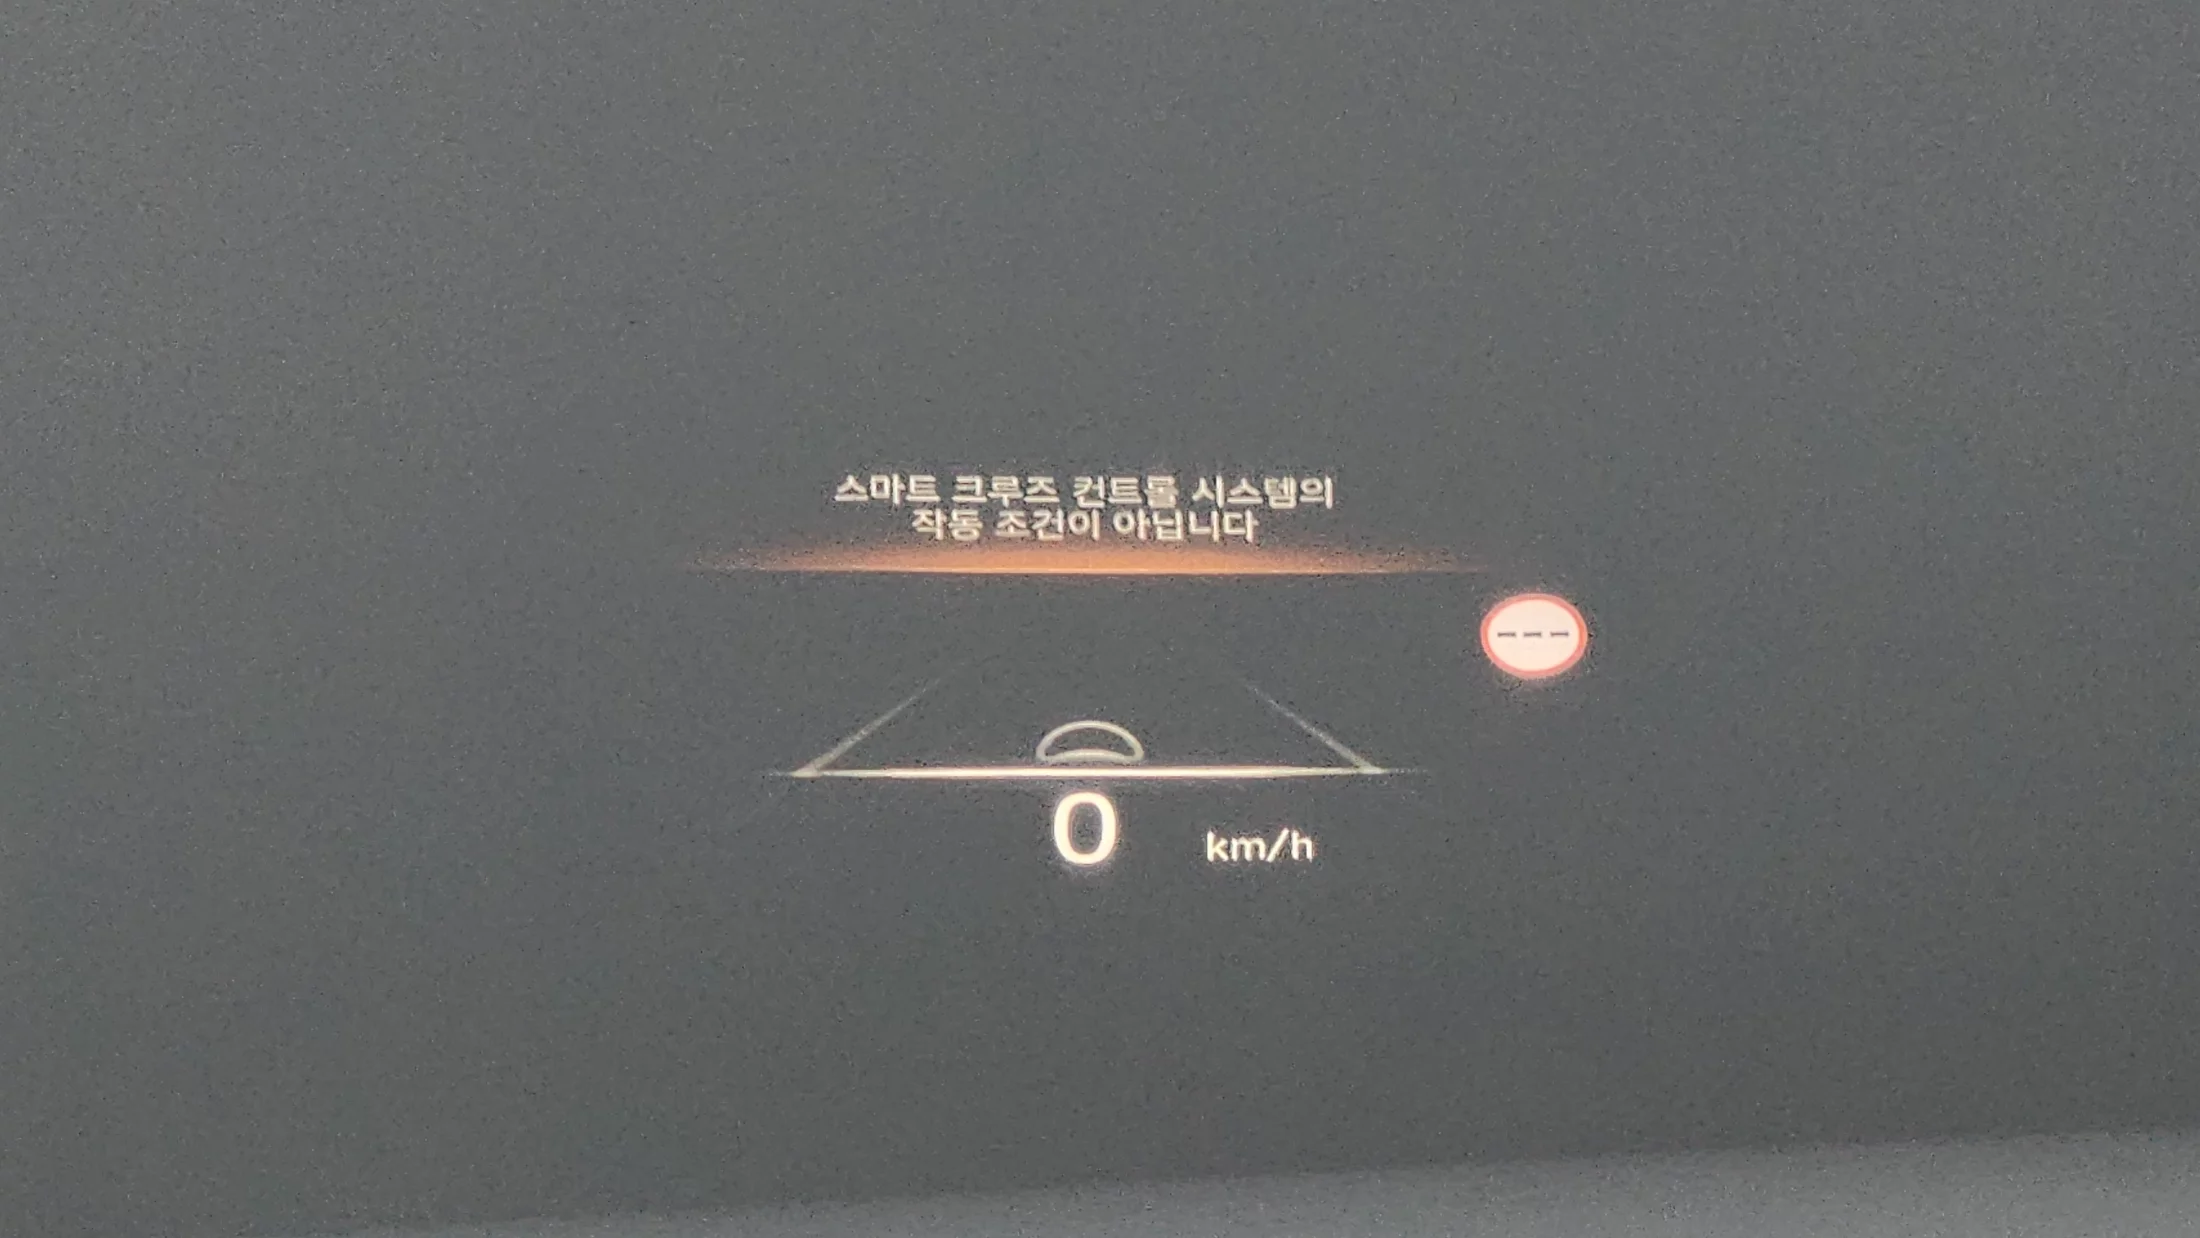 스마트 크루즈 컨트롤 시스템의
작동 조건이 아닙니다
---
0 km/h